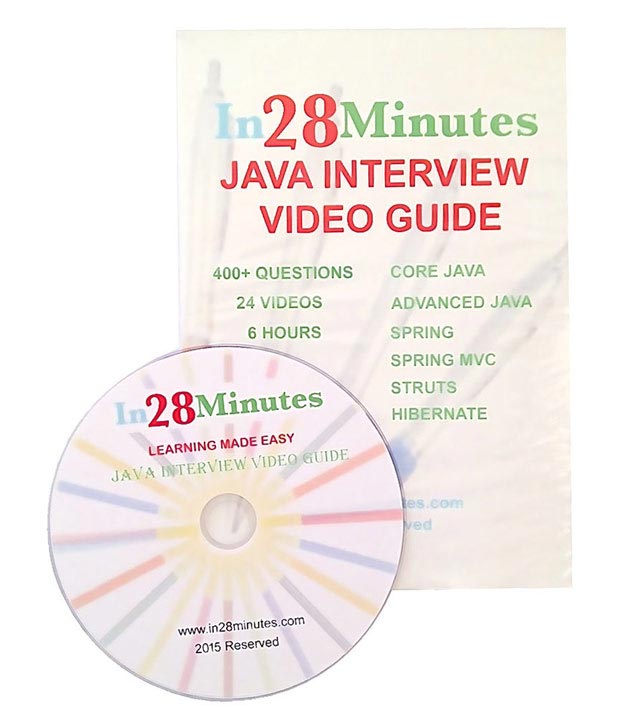 In28Minutes
JAVA INTERVIEW
VIDEO GUIDE
400+ QUESTIONS
24 VIDEOS
6 HOURS
CORE JAVA
ADVANCED JAVA
SPRING
SPRING MVC
STRUTS
HIBERNATE
In28Minutes
LEARNING MADE EASY
JAVA INTERVIEW VIDEO GUIDE
www.in28minutes.com
2015 Reserved